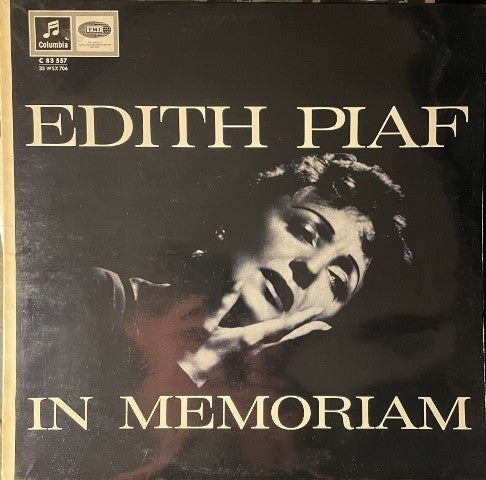 Columbia
EMI
C 83 557
33 WSX 706
EDITH PIAF
IN MEMORIAM